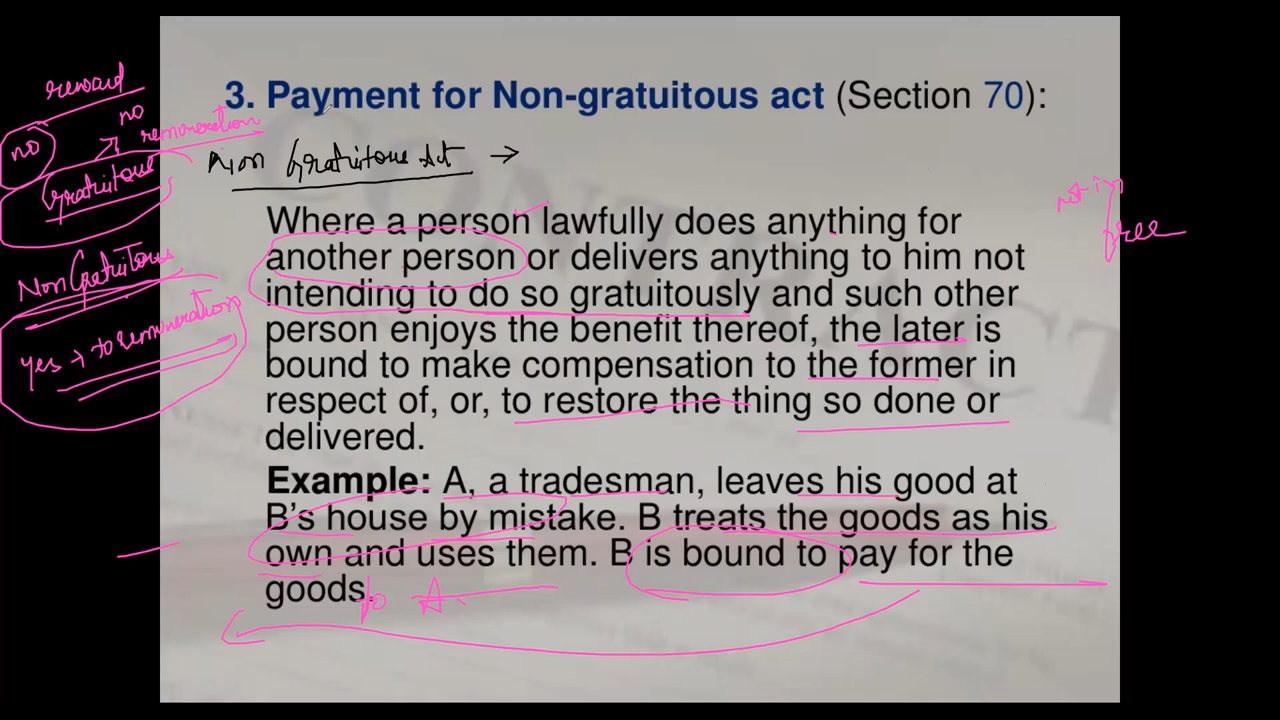 reward
no
no
remuneration
gratuitous
3. Payment for Non-gratuitous act (Section 70):
Non Gratuitous Act →
not in
free
Where a person lawfully does anything for
another person or delivers anything to him not
intending to do so gratuitously and such other
person enjoys the benefit thereof, the later is
bound to make compensation to the former in
respect of, or, to restore the thing so done or
delivered.
Non Gratuitous
yes → to remuneration
Example: A, a tradesman, leaves his good at
B's house by mistake. B treats the goods as his
own and uses them. B is bound to pay for the
goods.
to A.
CONTRACT